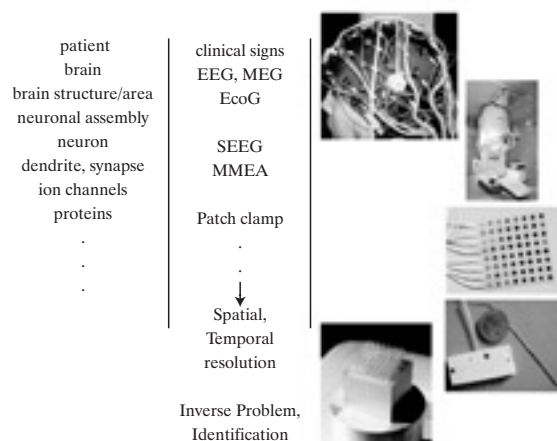 patient
brain
brain structure/area
neuronal assembly
neuron
dendrite, synapse
ion channels
proteins
.
.
.
clinical signs
EEG, MEG
EcoG
SEEG
MMEA
Patch clamp
.
.
Spatial,
Temporal
resolution
Inverse Problem,
Identification